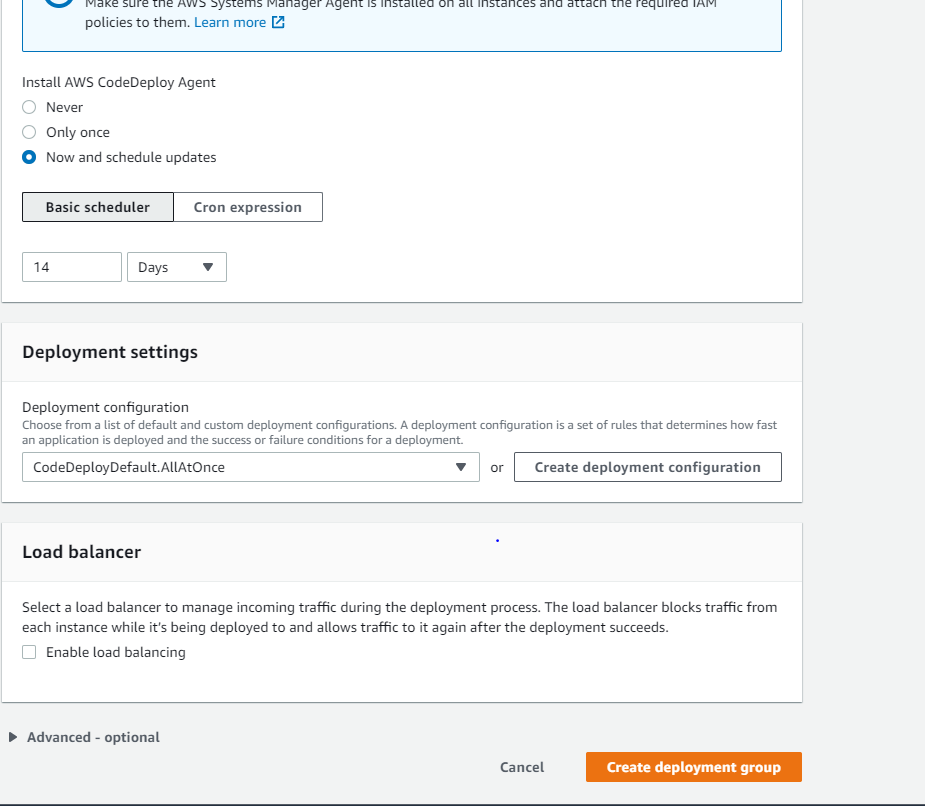 Make sure the AWS Systems Manager Agent is installed on all instances and attach the required IAM
policies to them. Learn more
Install AWS CodeDeploy Agent
Never
Only once
Now and schedule updates
Basic scheduler Cron expression
14 Days
Deployment settings
Deployment configuration
Choose from a list of default and custom deployment configurations. A deployment configuration is a set of rules that determines how fast
an application is deployed and the success or failure conditions for a deployment.
CodeDeployDefault.AllAtOnce or Create deployment configuration
Load balancer
Select a load balancer to manage incoming traffic during the deployment process. The load balancer blocks traffic from
each instance while it's being deployed to and allows traffic to it again after the deployment succeeds.
Enable load balancing
Advanced - optional
Cancel Create deployment group